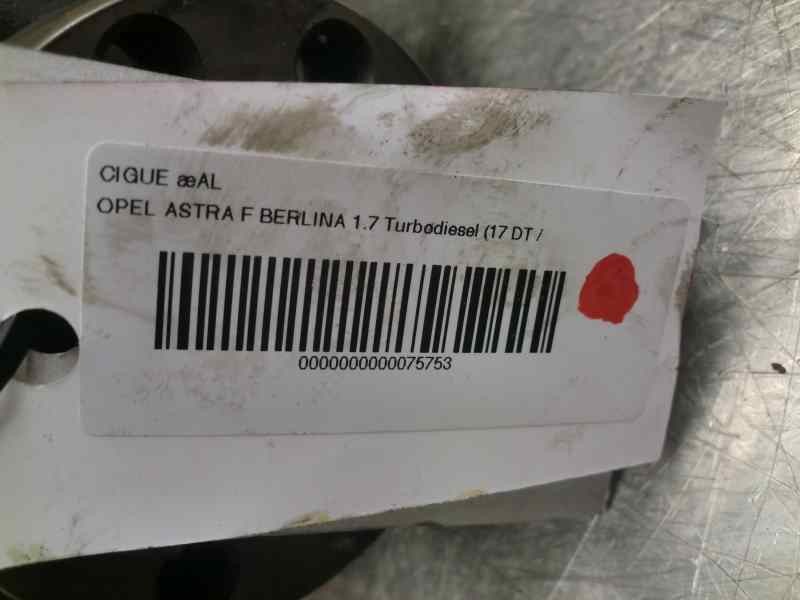 CIGUE æAL
OPEL ASTRA F BERLINA 1.7 Turbodiesel (17 DT /
0000000000075753